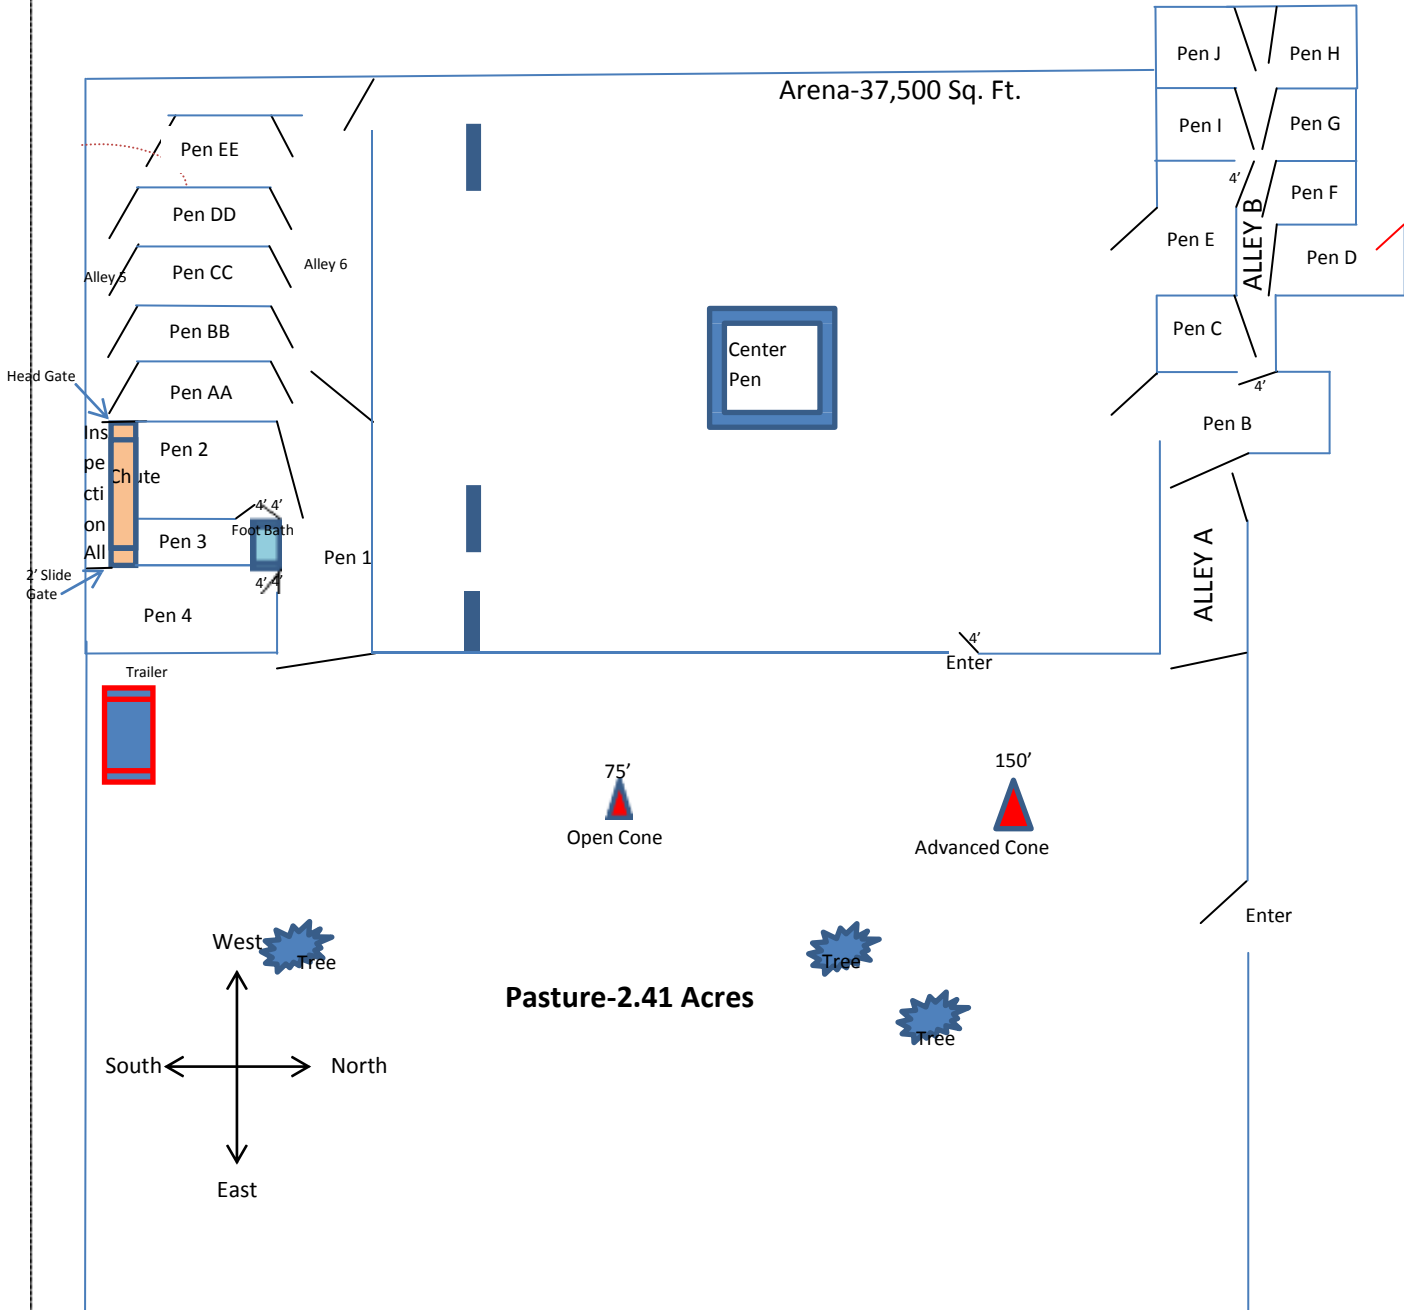 Pen J
Pen H
Arena-37,500 Sq. Ft.
Pen I
Pen G
Pen EE
4’
Pen F
Pen DD
ALLEY B
Pen E
Pen D
Alley 5
Pen CC
Alley 6
Pen BB
Pen C
Center
Pen
Head Gate
Pen AA
4’
Pen B
Ins
pe
cti
on
All
Pen 2
Chute
4’ 4’
Foot Bath
Pen 3
Pen 1
2’ Slide
Gate
4’ 4’
ALLEY A
Pen 4
4’
Enter
Trailer
75’
Open Cone
150’
Advanced Cone
Enter
West
Tree
Tree
Pasture-2.41 Acres
Tree
South
North
East